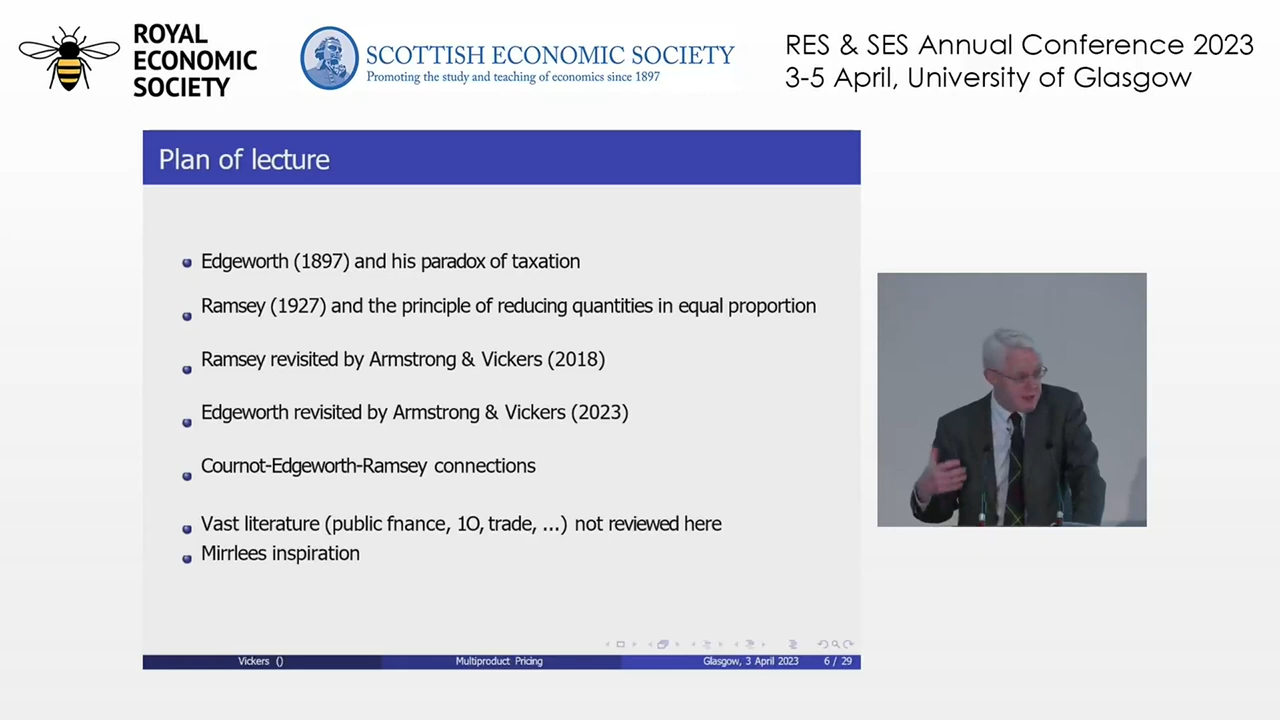 ROYAL
ECONOMIC
SOCIETY
SCOTTISH ECONOMIC SOCIETY
Promoting the study and teaching of economics since 1897
RES & SES Annual Conference 2023
3-5 April, University of Glasgow
Plan of lecture
Edgeworth (1897) and his paradox of taxation
Ramsey (1927) and the principle of reducing quantities in equal proportion
Ramsey revisited by Armstrong & Vickers (2018)
Edgeworth revisited by Armstrong & Vickers (2023)
Cournot-Edgeworth-Ramsey connections
Vast literature (public fnance, 1O, trade, ...) not reviewed here
Mirrlees inspiration
Vickers () Multiproduct Pricing Glasgow, 3 April 2023 6 / 29